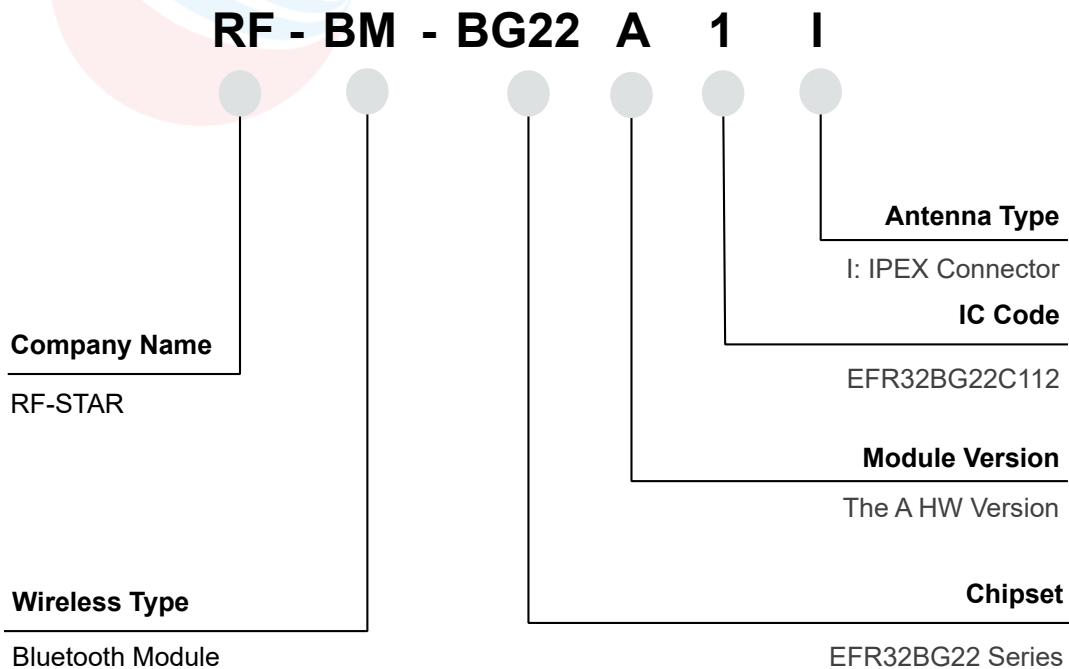 RF - BM - BG22 A 1 I
Antenna Type
I: IPEX Connector
IC Code
Company Name
EFR32BG22C112
RF-STAR
Module Version
The A HW Version
Wireless Type
Chipset
Bluetooth Module
EFR32BG22 Series